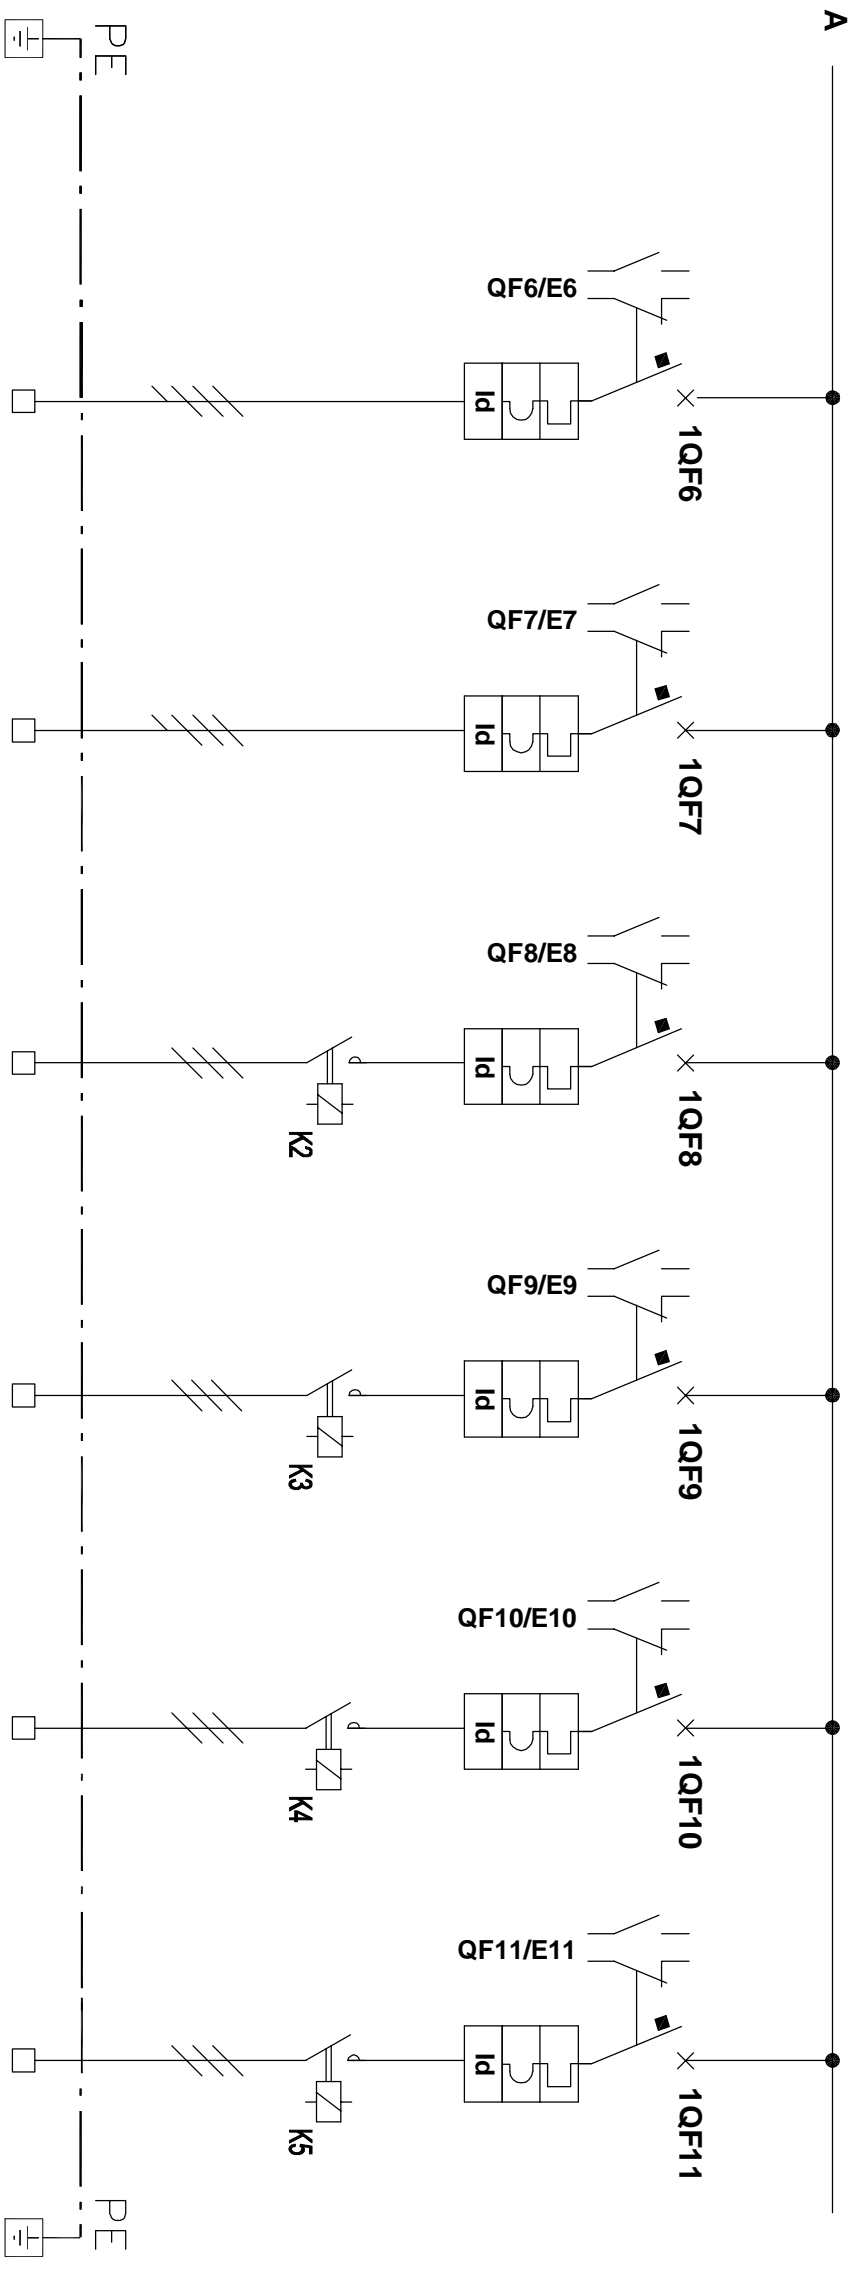 A
PE
QF6/E6
Id
1QF6
QF7/E7
Id
1QF7
QF8/E8
Id
1QF8
K2
QF9/E9
Id
1QF9
K3
QF10/E10
Id
1QF10
K4
QF11/E11
Id
1QF11
K5
PE